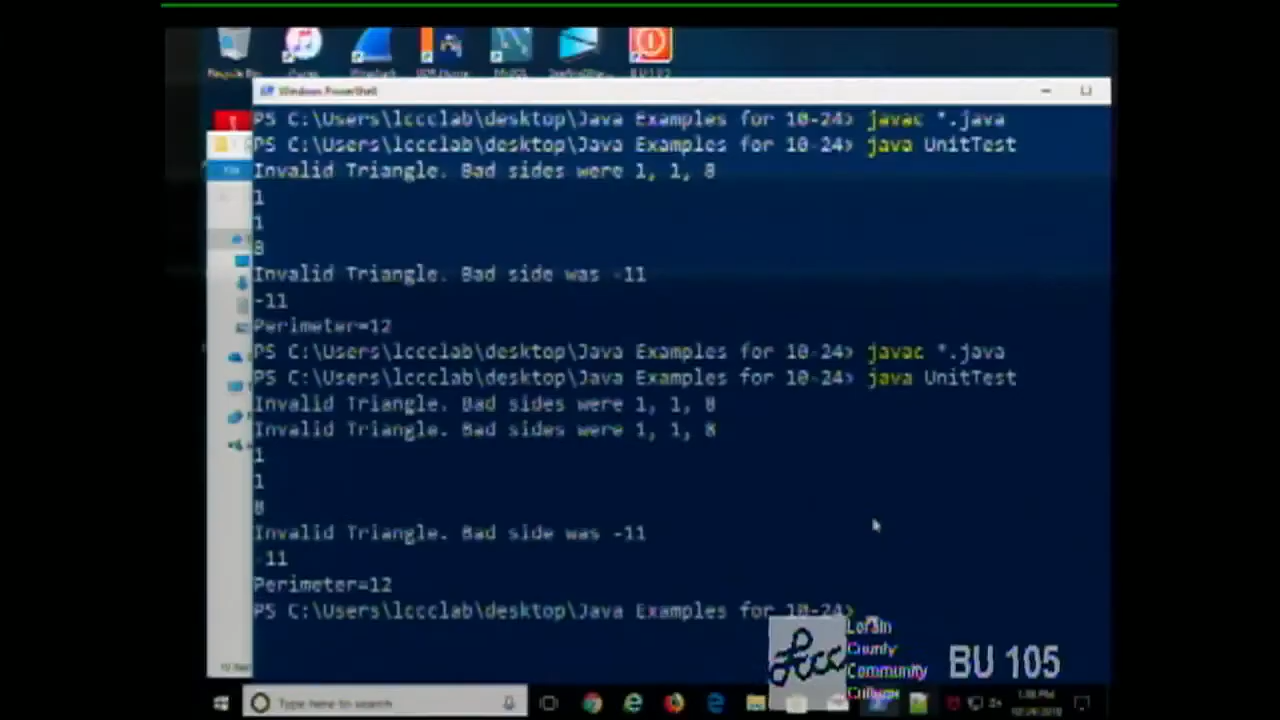 Recycle Bin
Windows PowerShell
PS C:\Users\lccclab\desktop\Java Examples for 10-24> javac *.java
PS C:\Users\lccclab\desktop\Java Examples for 10-24> java UnitTest
Invalid Triangle. Bad sides were 1, 1, 8
1
1
8
Invalid Triangle. Bad side was -11
-11
Perimeter=12
PS C:\Users\lccclab\desktop\Java Examples for 10-24> javac *.java
PS C:\Users\lccclab\desktop\Java Examples for 10-24> java UnitTest
Invalid Triangle. Bad sides were 1, 1, 8
Invalid Triangle. Bad sides were 1, 1, 8
1
1
8
Invalid Triangle. Bad side was -11
-11
Perimeter=12
PS C:\Users\lccclab\desktop\Java Examples for 10-24>
lccc
Lorain
County
Community
College
BU 105
Type here to search